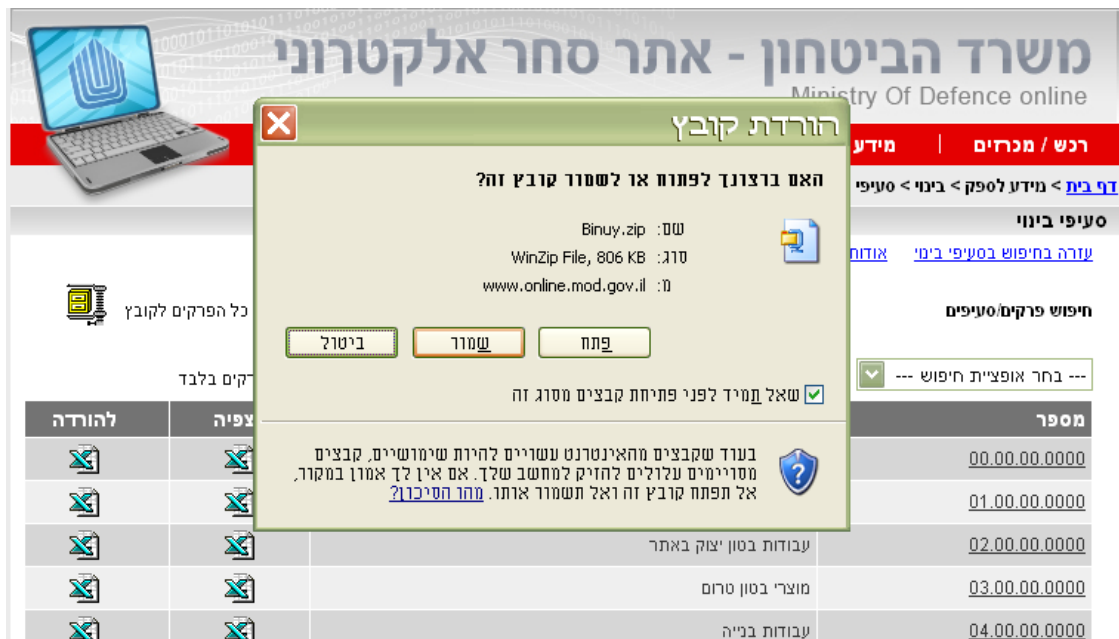 משרד הביטחון - אתר סחר אלקטרוני
Ministry Of Defence online
רכש / מכרזים | מידע
דף בית > מידע לספק > בינוי > סעיפי
סעיפי בינוי
עזרה בחיפוש בסעיפי בינוי אודות
חיפוש פרקים/סעיפים
כל הפרקים לקובץ
--- בחר אופציית חיפוש ---
בלבד
הורדת קובץ
האם ברצונך לפתוח או לשמור קובץ זה?
שם: Binuy.zip
סוג: WinZip File, 806 KB
מ: www.online.mod.gov.il
פתח שמור ביטול
שאל תמיד לפני פתיחת קבצים מסוג זה
בעוד שקבצים מהאינטרנט עשויים להיות שימושיים, קבצים
מסויימים עלולים להזיק למחשב שלך. אם אין לך אמון במקור,
אל תפתח קובץ זה ואל תשמור אותו. מהו הסיכון?
מספר צפיה להורדה
00.00.00.0000
01.00.00.0000
02.00.00.0000 עבודות בטון יצוק באתר
03.00.00.0000 מוצרי בטון טרום
04.00.00.0000 עבודות בנייה